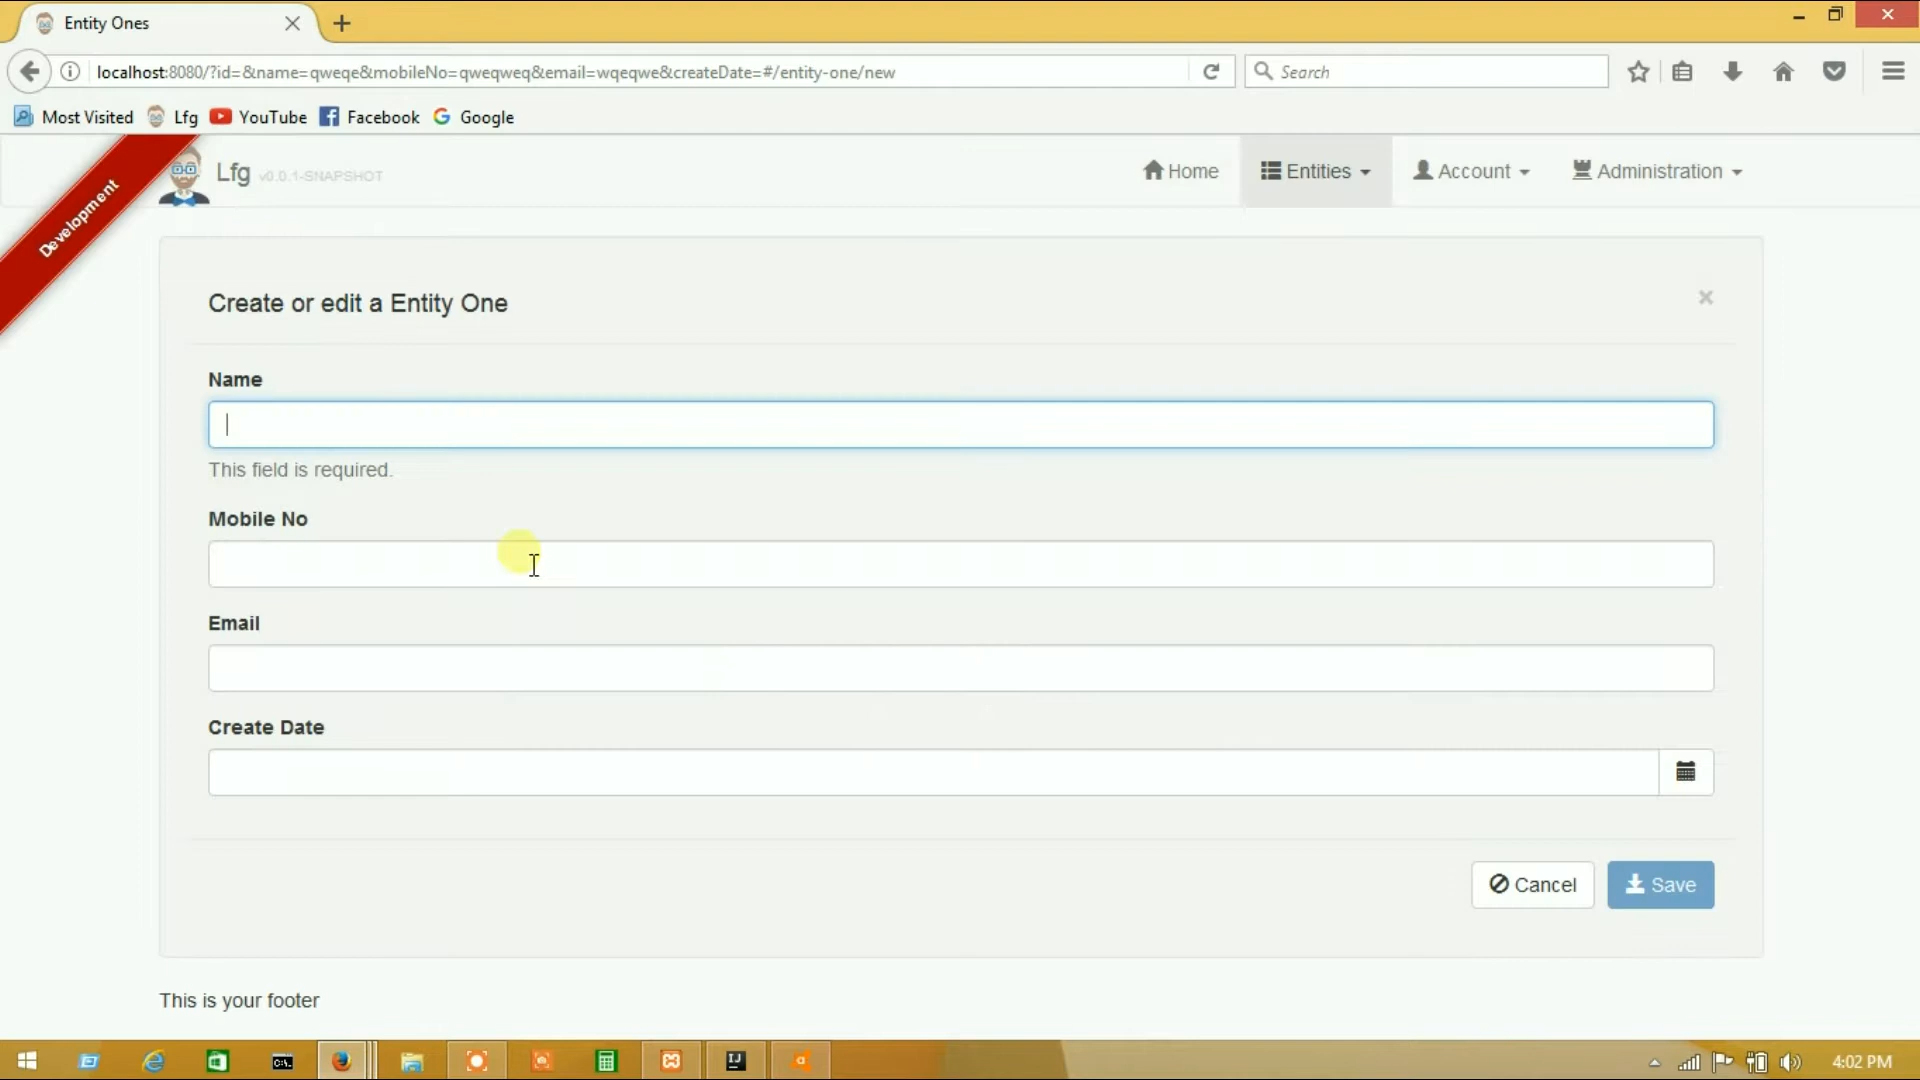 Entity Ones
localhost:8080/?id=&name=qweqe&mobileNo=qweqweq&email=wqeqwe&createDate=#/entity-one/new
Search
Most Visited Lfg YouTube Facebook Google
Development
Lfg v0.0.1-SNAPSHOT
Home Entities Account Administration
Create or edit a Entity One
Name
This field is required.
Mobile No
Email
Create Date
Cancel Save
This is your footer
4:02 PM